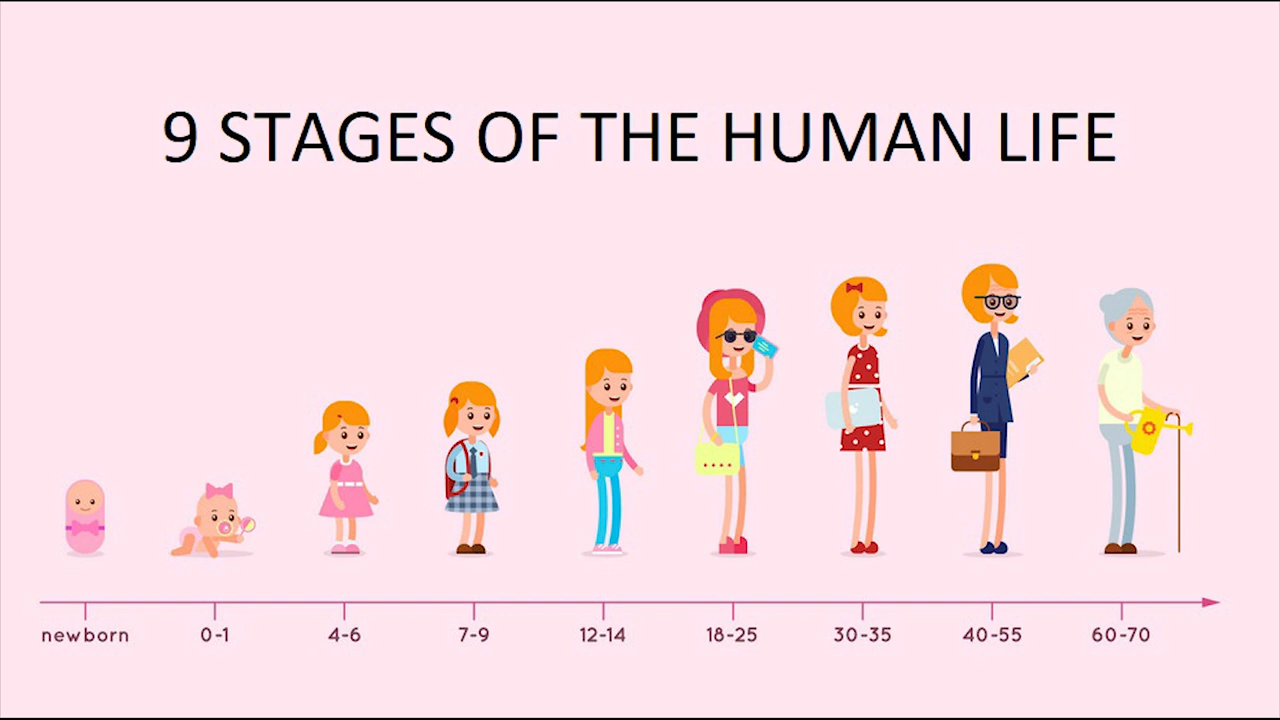 9 STAGES OF THE HUMAN LIFE
newborn 0-1 4-6 7-9 12-14 18-25 30-35 40-55 60-70